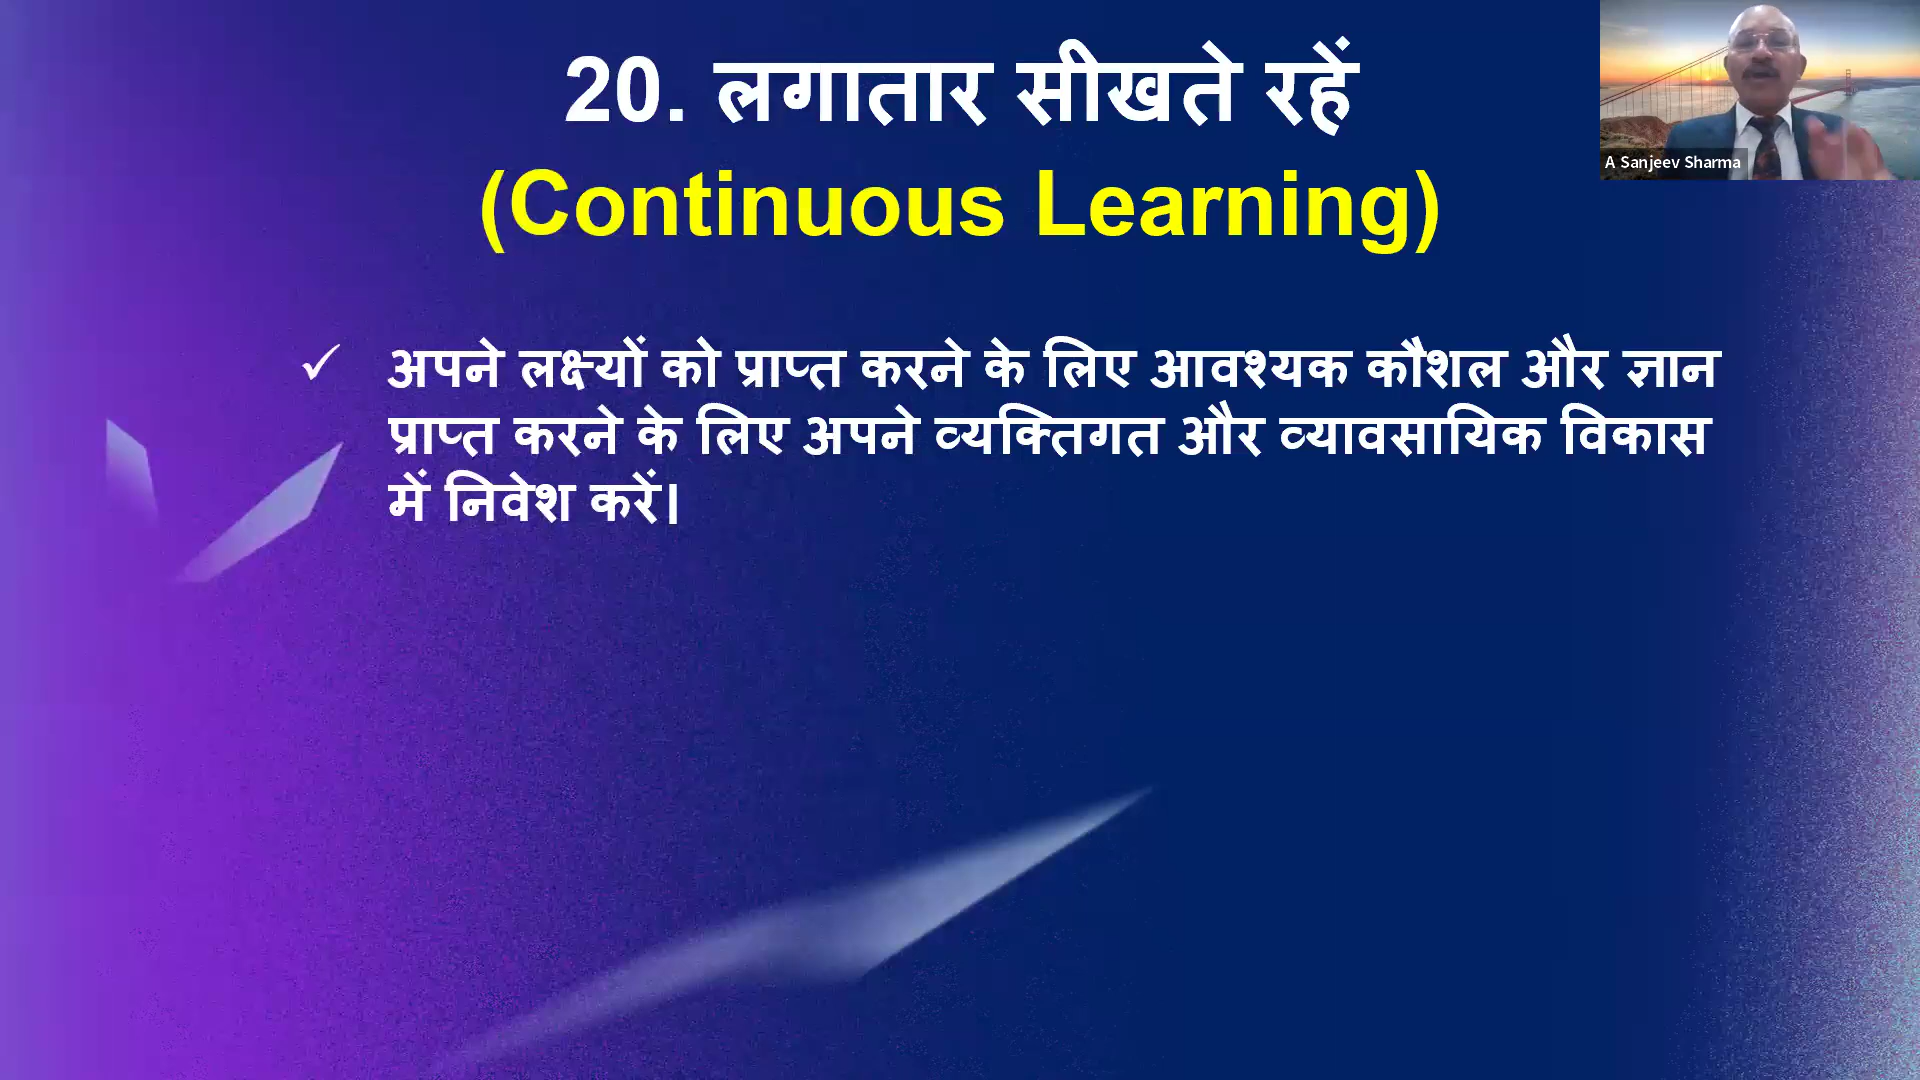 20. लगातार सीखते रहें
(Continuous Learning)
A Sanjeev Sharma
✓ अपने लक्ष्यों को प्राप्त करने के लिए आवश्यक कौशल और ज्ञान
प्राप्त करने के लिए अपने व्यक्तिगत और व्यावसायिक विकास
में निवेश करें।